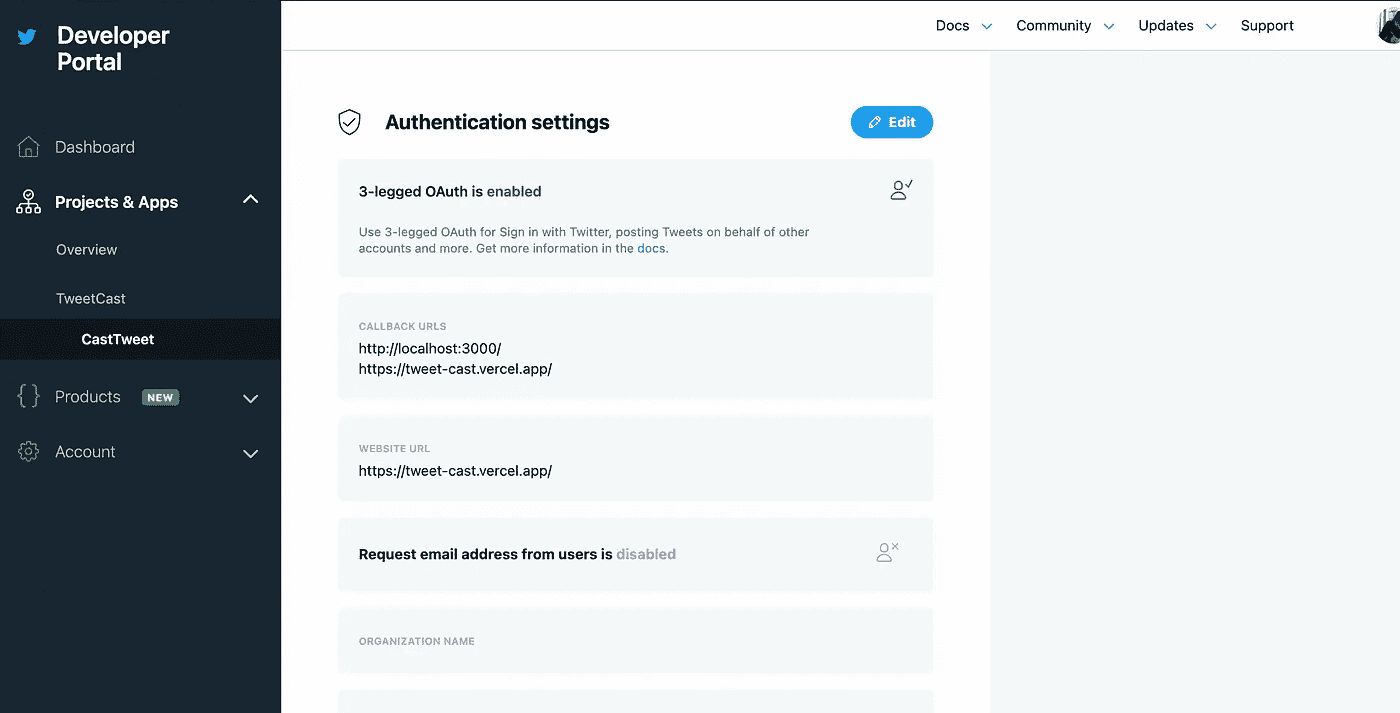 Developer
Portal
Docs
Community
Updates
Support
Dashboard
Projects & Apps
Overview
TweetCast
CastTweet
Products NEW
Account
Authentication settings
Edit
3-legged OAuth is enabled
Use 3-legged OAuth for Sign in with Twitter, posting Tweets on behalf of other
accounts and more. Get more information in the docs.
CALLBACK URLS
http://localhost:3000/
https://tweet-cast.vercel.app/
WEBSITE URL
https://tweet-cast.vercel.app/
Request email address from users is disabled
ORGANIZATION NAME